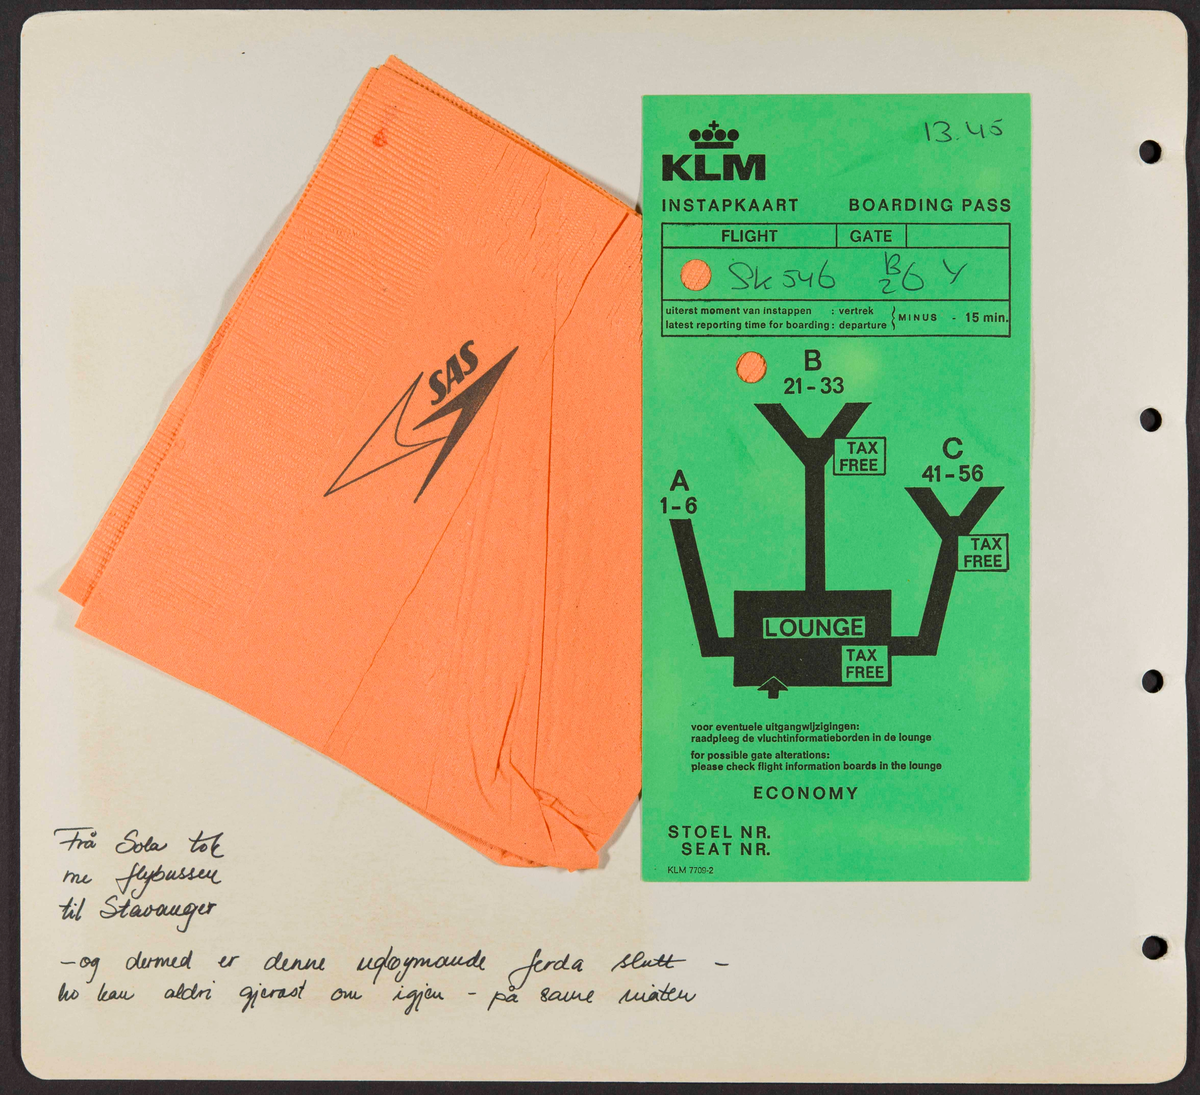 SAS
13.45
KLM
INSTAPKAART BOARDING PASS
FLIGHT GATE
SK 546 B 26 Y
uiterst moment van instappen : vertrek
latest reporting time for boarding : departure
MINUS - 15 min.
B
21-33
TAX
FREE
C
41-56
A
1-6
TAX
FREE
LOUNGE
TAX
FREE
voor eventuele uitgangwijzigingen:
raadpleeg de vluchtinformatieborden in de lounge
for possible gate alterations:
please check flight information boards in the lounge
ECONOMY
STOEL NR.
SEAT NR.
KLM 7709-2
Frå Sola tok
me flybussen
til Stavanger
-og dermed er denne ugløymande ferda slutt -
ho kan aldri gjerast om igjen - på same måten